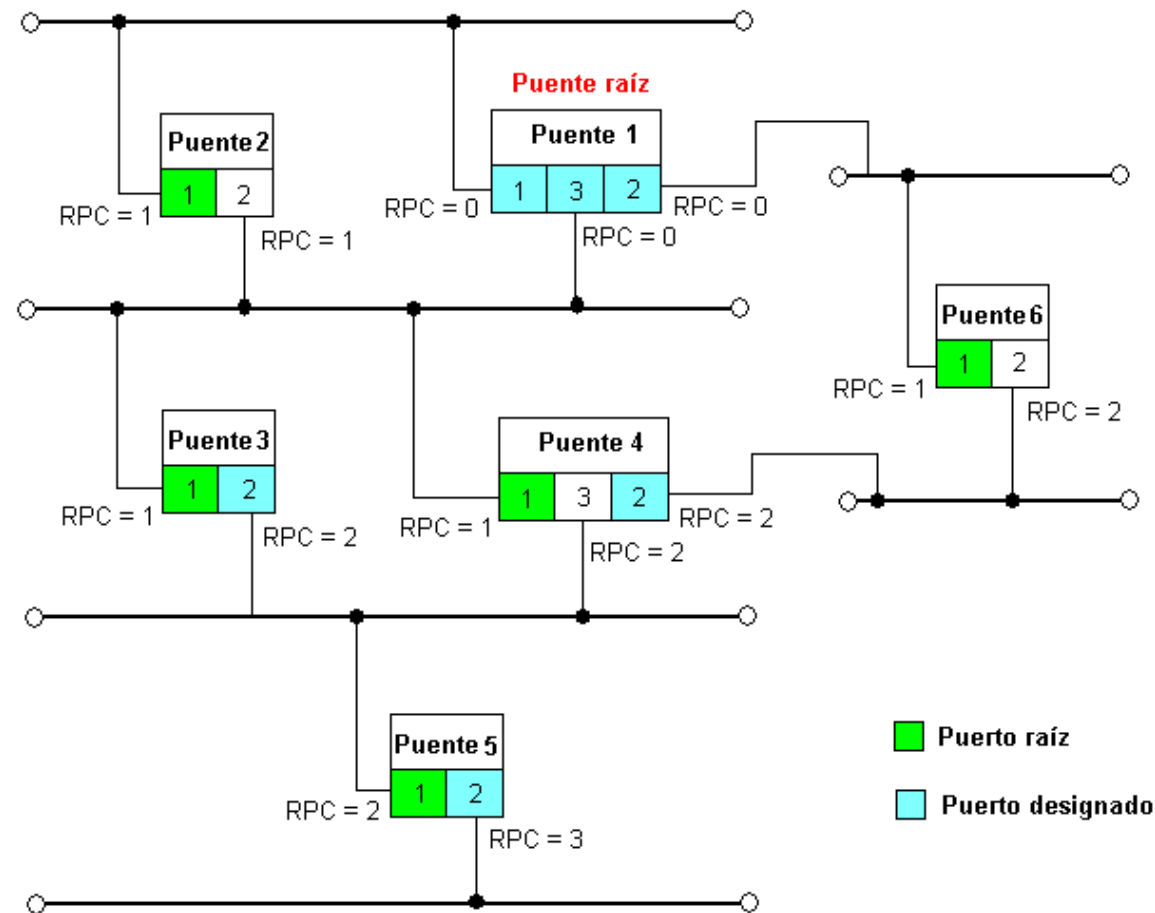 Puente raíz
Puente 2
1 2
RPC = 1
RPC = 1
Puente 1
1 3 2
RPC = 0
RPC = 0
RPC = 0
Puente 6
1 2
RPC = 1
RPC = 2
Puente 3
1 2
RPC = 1
RPC = 2
Puente 4
1 3 2
RPC = 1
RPC = 2
RPC = 2
Puente 5
1 2
RPC = 2
RPC = 3
Puerto raíz
Puerto designado